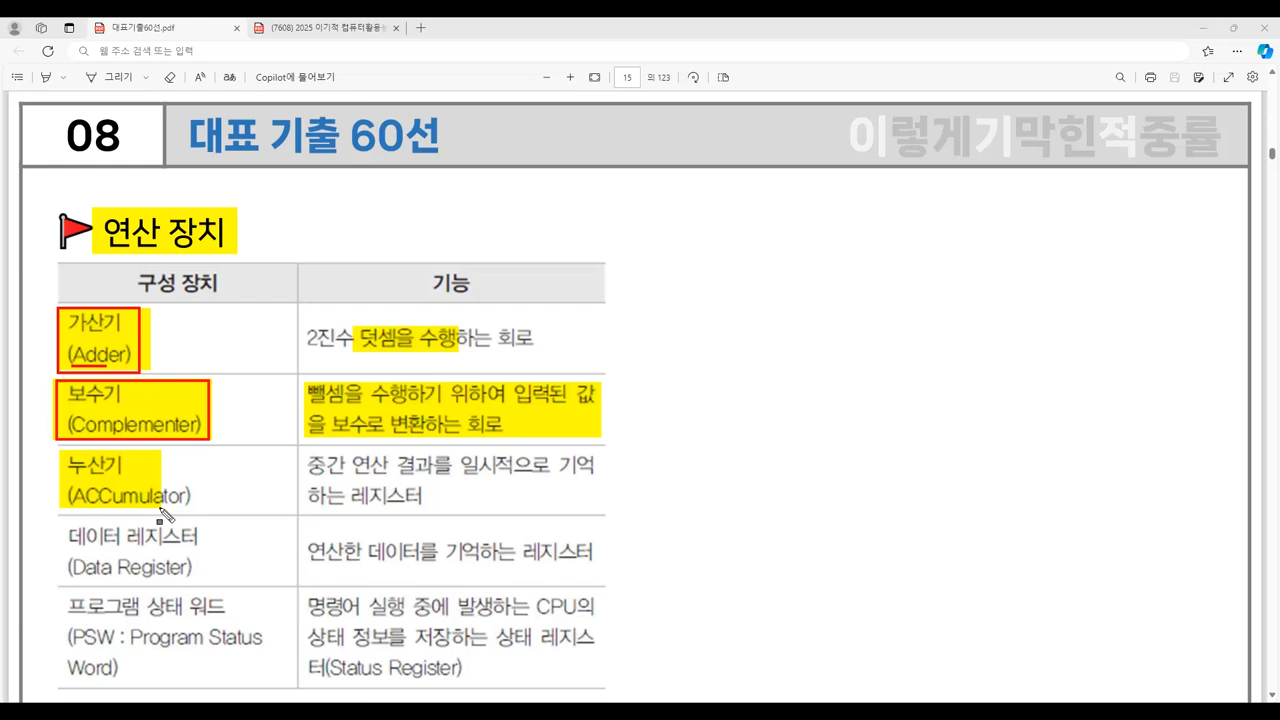 대표기출60선.pdf
(7608) 2025 이기적 컴퓨터활용능
웹 주소 검색 또는 입력
그리기
Copilot에 물어보기
15 의 123
08 대표 기출 60선 이렇게기막힌적중률
연산 장치
구성 장치 기능
가산기
(Adder)
2진수 덧셈을 수행하는 회로
보수기
(Complementer)
뺄셈을 수행하기 위하여 입력된 값
을 보수로 변환하는 회로
누산기
(ACCumulator)
중간 연산 결과를 일시적으로 기억
하는 레지스터
데이터 레지스터
(Data Register)
연산한 데이터를 기억하는 레지스터
프로그램 상태 워드
(PSW : Program Status
Word)
명령어 실행 중에 발생하는 CPU의
상태 정보를 저장하는 상태 레지스
터(Status Register)